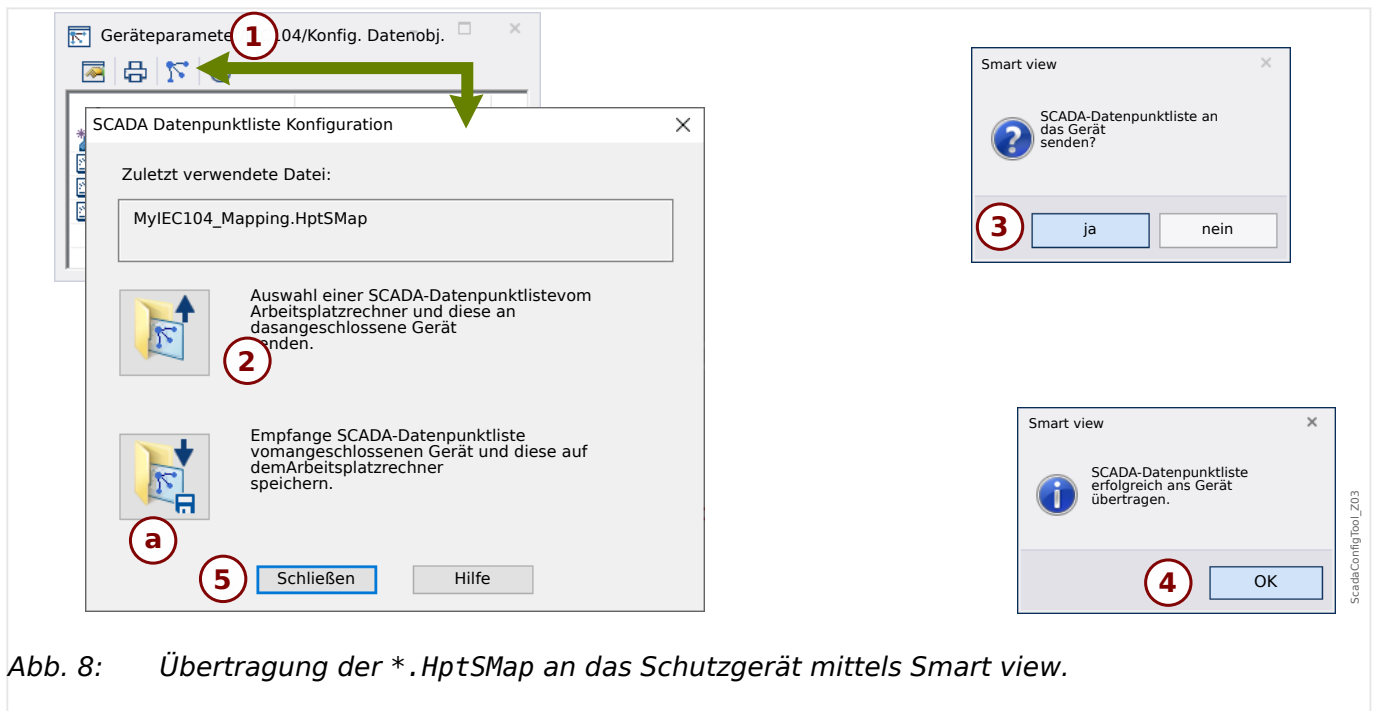 Geräteparamete 1 04/Konfig. Datenobj.
SCADA Datenpunktliste Konfiguration
Zuletzt verwendete Datei:
MyIEC104_Mapping.HptSMap
Auswahl einer SCADA-Datenpunktlistevom
Arbeitsplatzrechner und diese an
dasangeschlossene Gerät
enden.
2
Empfange SCADA-Datenpunktliste
vomangeschlossenen Gerät und diese auf
demArbeitsplatzrechner
speichern.
a
5
Schließen
Hilfe
Smart view
SCADA-Datenpunktliste an
das Gerät
senden?
3
ja
nein
Smart view
SCADA-Datenpunktliste
erfolgreich ans Gerät
übertragen.
4
OK
ScadaConfigTool_Z03
Abb. 8: Übertragung der *.HptSMap an das Schutzgerät mittels Smart view.